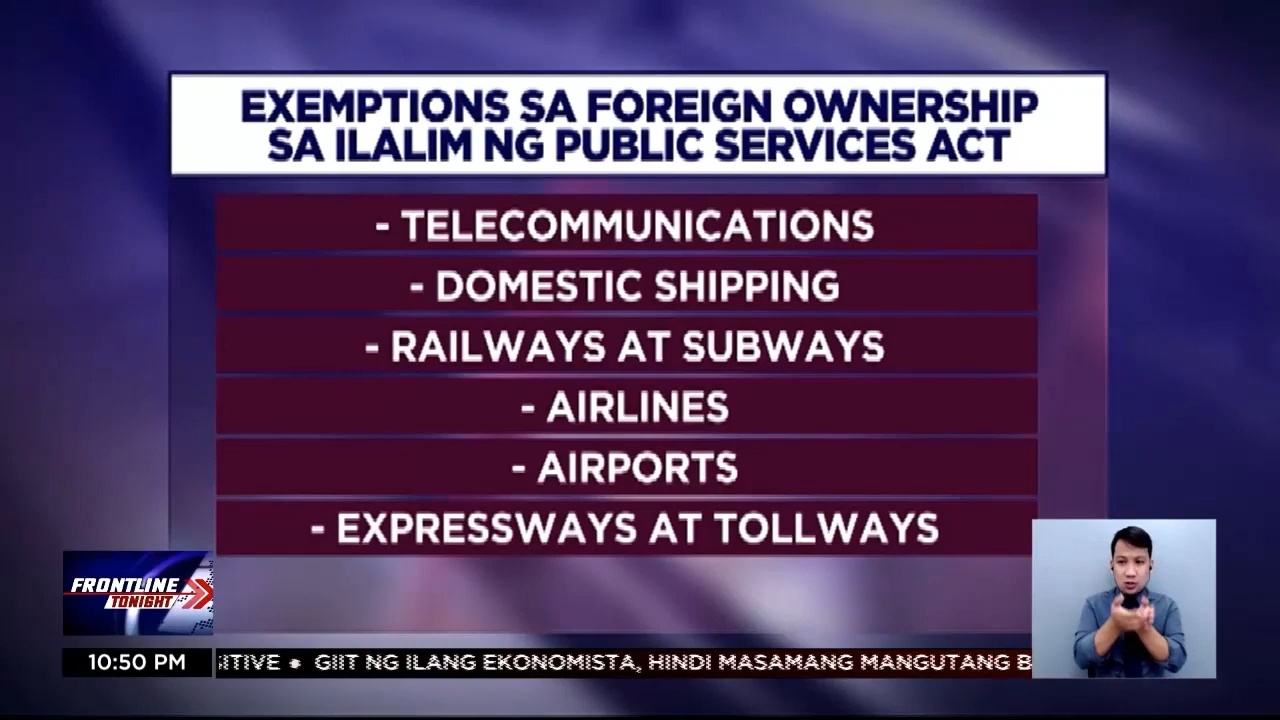 EXEMPTIONS SA FOREIGN OWNERSHIP
SA ILALIM NG PUBLIC SERVICES ACT
- TELECOMMUNICATIONS
- DOMESTIC SHIPPING
- RAILWAYS AT SUBWAYS
- AIRLINES
- AIRPORTS
- EXPRESSWAYS AT TOLLWAYS
FRONTLINE
TONIGHT
10:50 PM
ITIVE • GIIT NG ILANG EKONOMISTA, HINDI MASAMANG MANGUTANG B